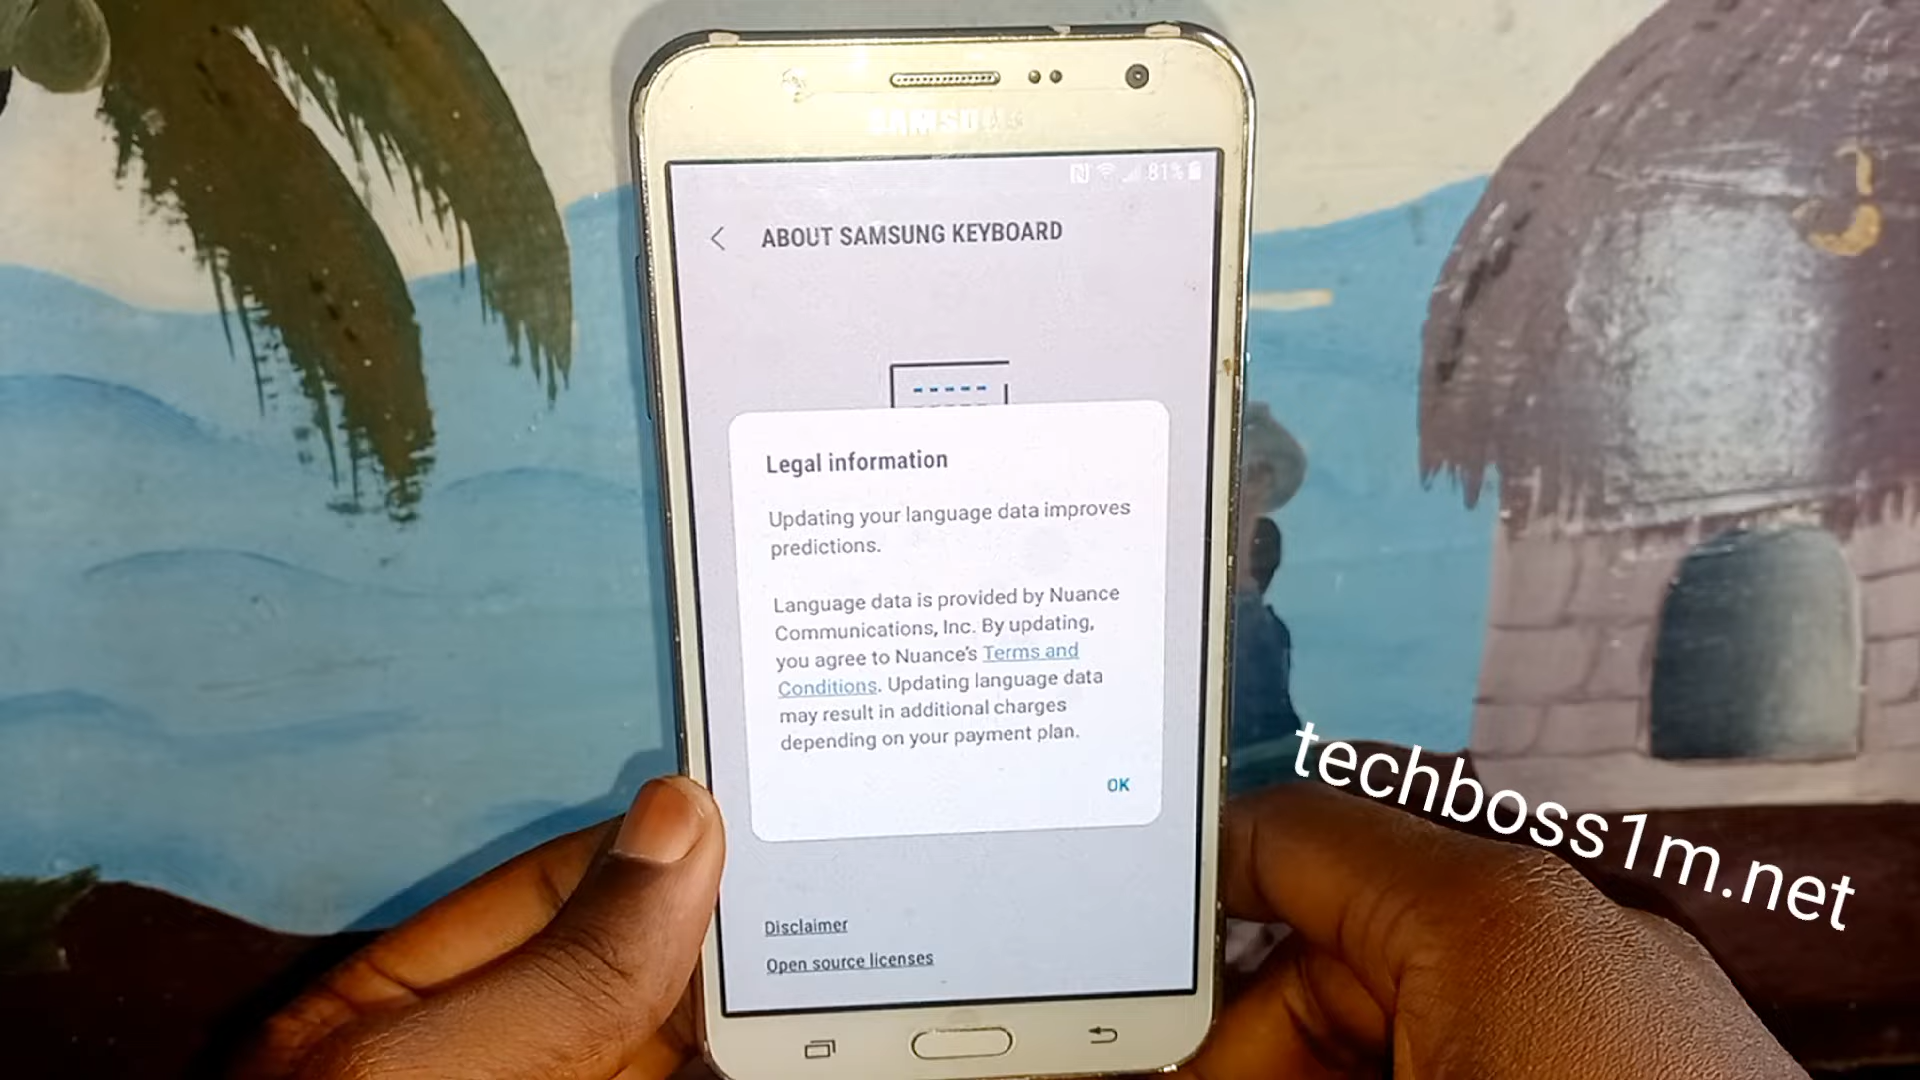 SAMSUNG
81%
ABOUT SAMSUNG KEYBOARD
Legal information
Updating your language data improves
predictions.
Language data is provided by Nuance
Communications, Inc. By updating,
you agree to Nuance's Terms and
Conditions. Updating language data
may result in additional charges
depending on your payment plan.
OK
Disclaimer
Open source licenses
techboss1m.net